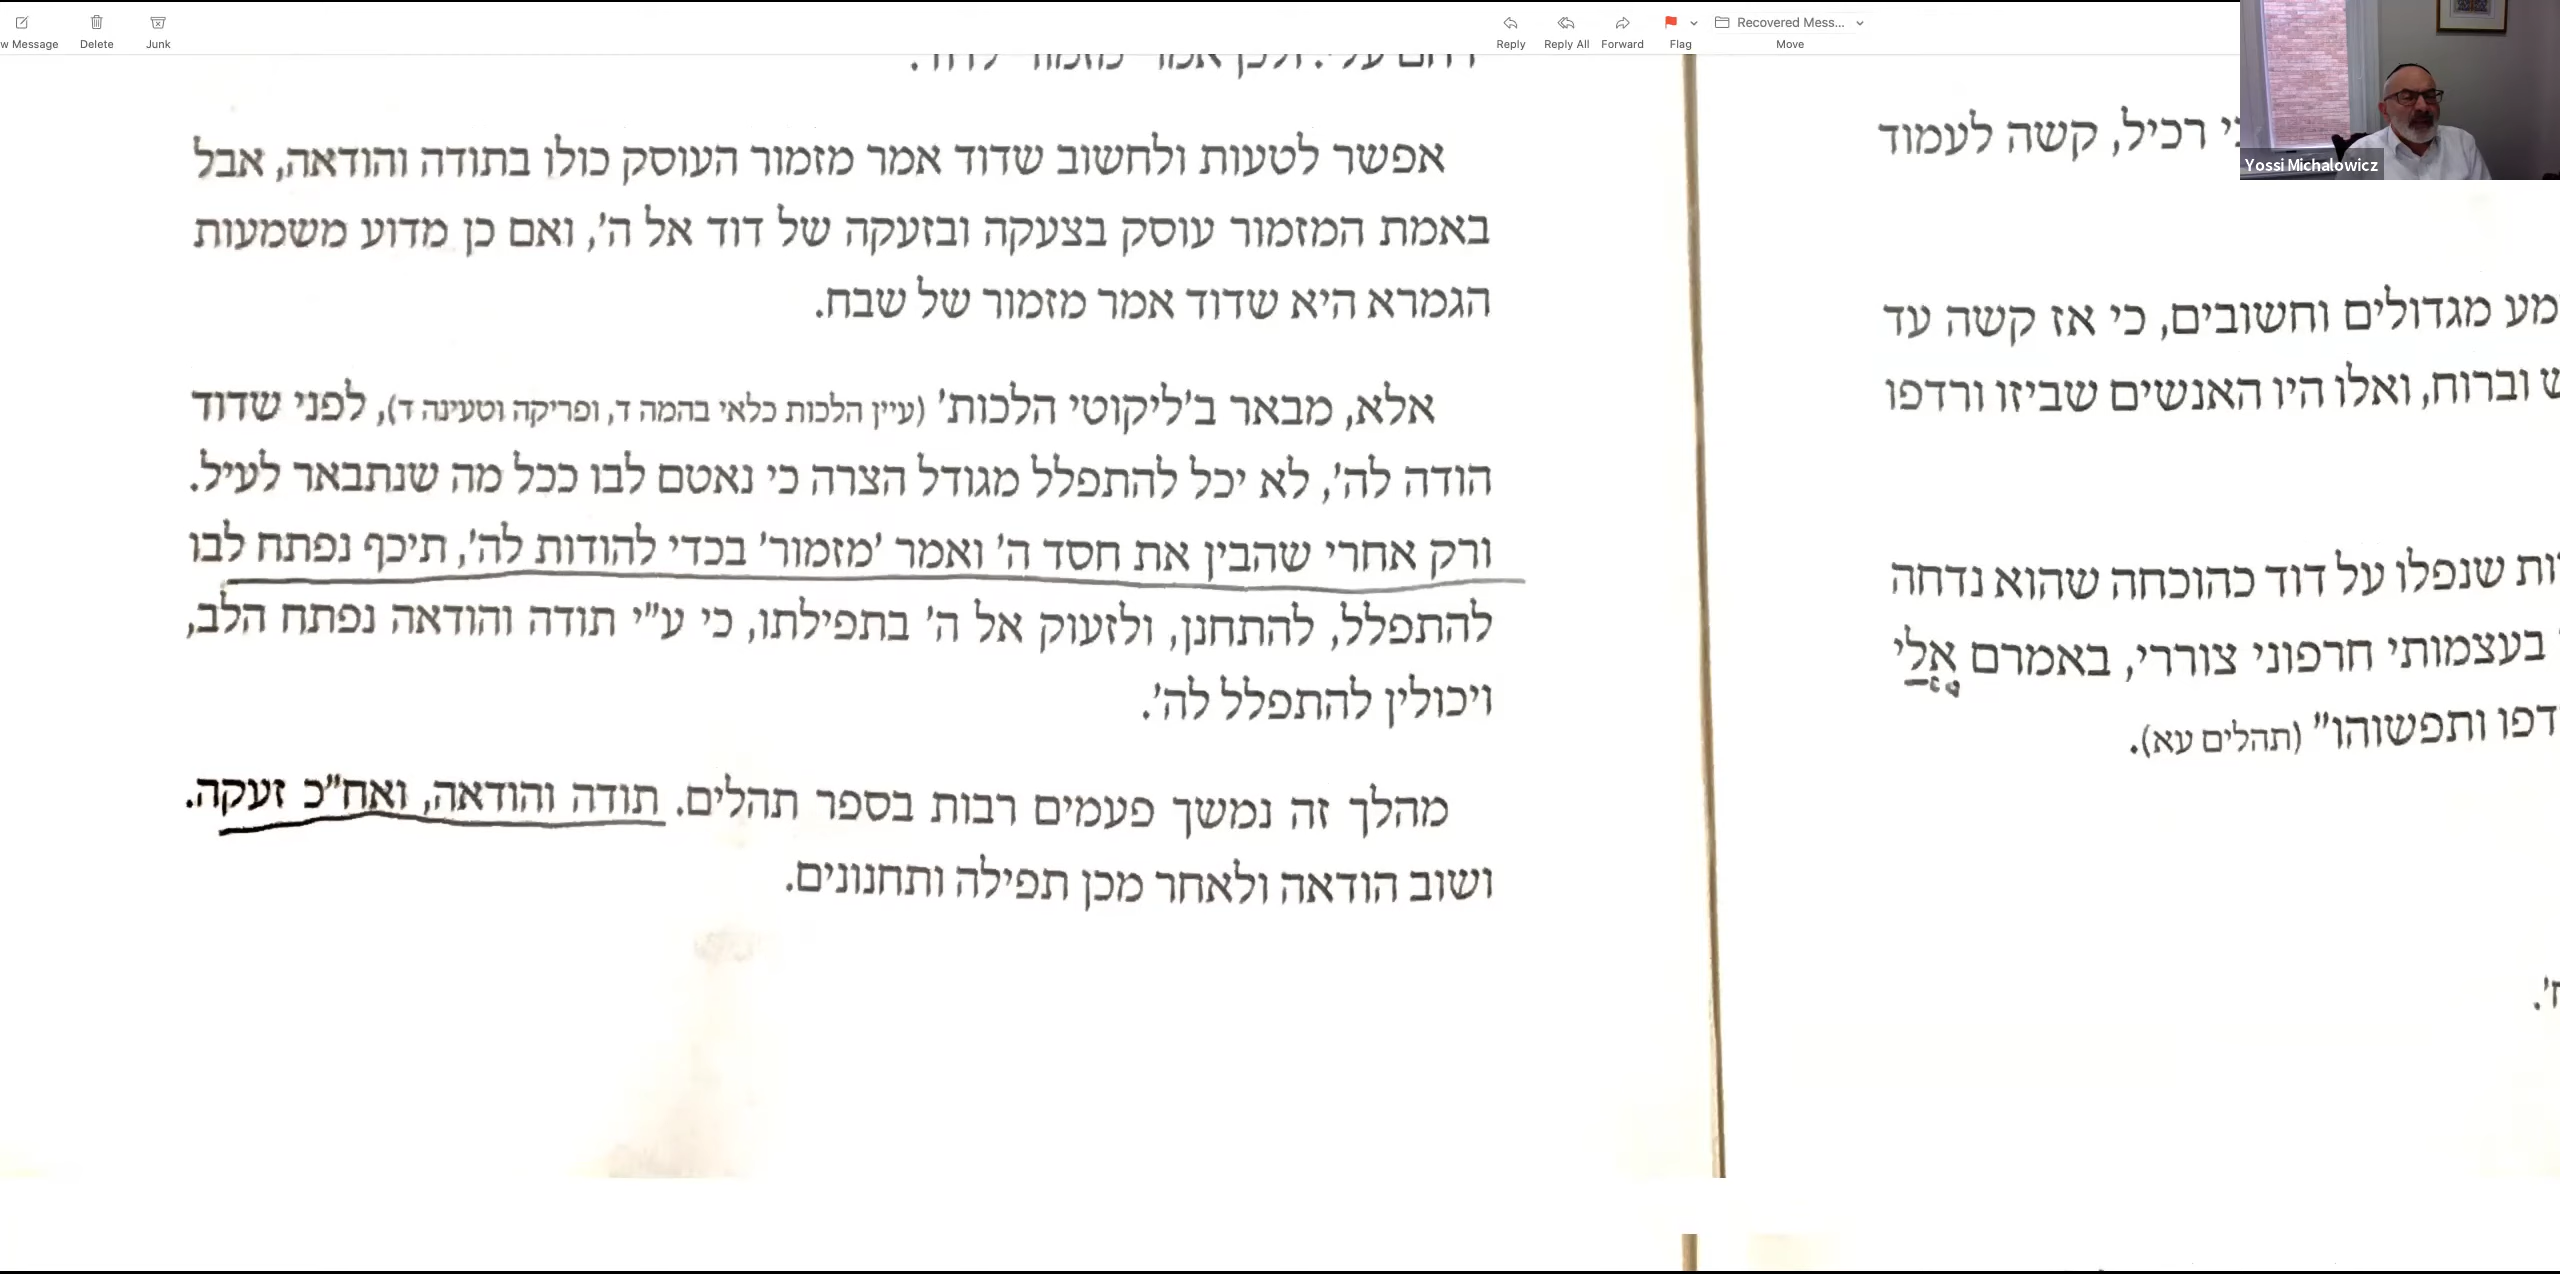 w Message
Delete
Junk
Reply
Reply All
Forward
Flag
Recovered Mess...
Move
Yossi Michalowicz
רכיל, קשה לעמוד
מע מגדולים וחשובים, כי אז קשה עד
ש וברוח, ואלו היו האנשים שביזו ורדפו
ות שנפלו על דוד כהוכחה שהוא נדחה
בעצמותי חרפוני צוררי, באמרם אֵלַי
דפו ותפשוהו" (תהלים עא).
אפשר לטעות ולחשוב שדוד אמר מזמור העוסק כולו בתודה והודאה, אבל
באמת המזמור עוסק בצעקה ובזעקה של דוד אל ה', ואם כן מדוע משמעות
הגמרא היא שדוד אמר מזמור של שבח.
אלא, מבאר ב'ליקוטי הלכות' (עיין הלכות כלאי בהמה ד, ופריקה וטעינה ד), לפני שדוד
הודה לה', לא יכל להתפלל מגודל הצרה כי נאטם לבו ככל מה שנתבאר לעיל.
ורק אחרי שהבין את חסד ה' ואמר 'מזמור' בכדי להודות לה', תיכף נפתח לבו
להתפלל, להתחנן, ולזעוק אל ה' בתפילתו, כי ע"י תודה והודאה נפתח הלב,
ויכולין להתפלל לה'.
מהלך זה נמשך פעמים רבות בספר תהלים. תודה והודאה, ואח"כ זעקה.
ושוב הודאה ולאחר מכן תפילה ותחנונים.